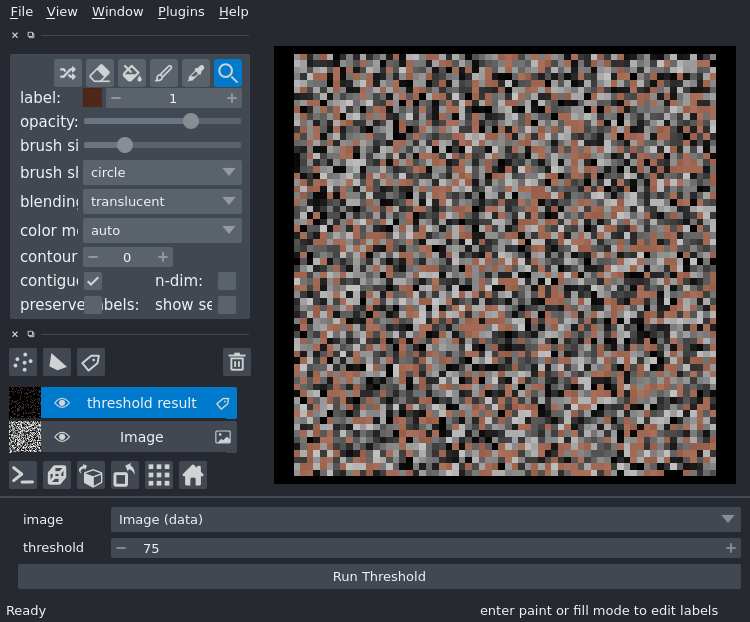 File View Window Plugins Help
label: 1
opacity:
brush si
brush sl circle
blending translucent
color m auto
contour 0
contigu n-dim:
preserve bels: show se
threshold result
Image
image Image (data)
threshold 75
Run Threshold
Ready enter paint or fill mode to edit labels